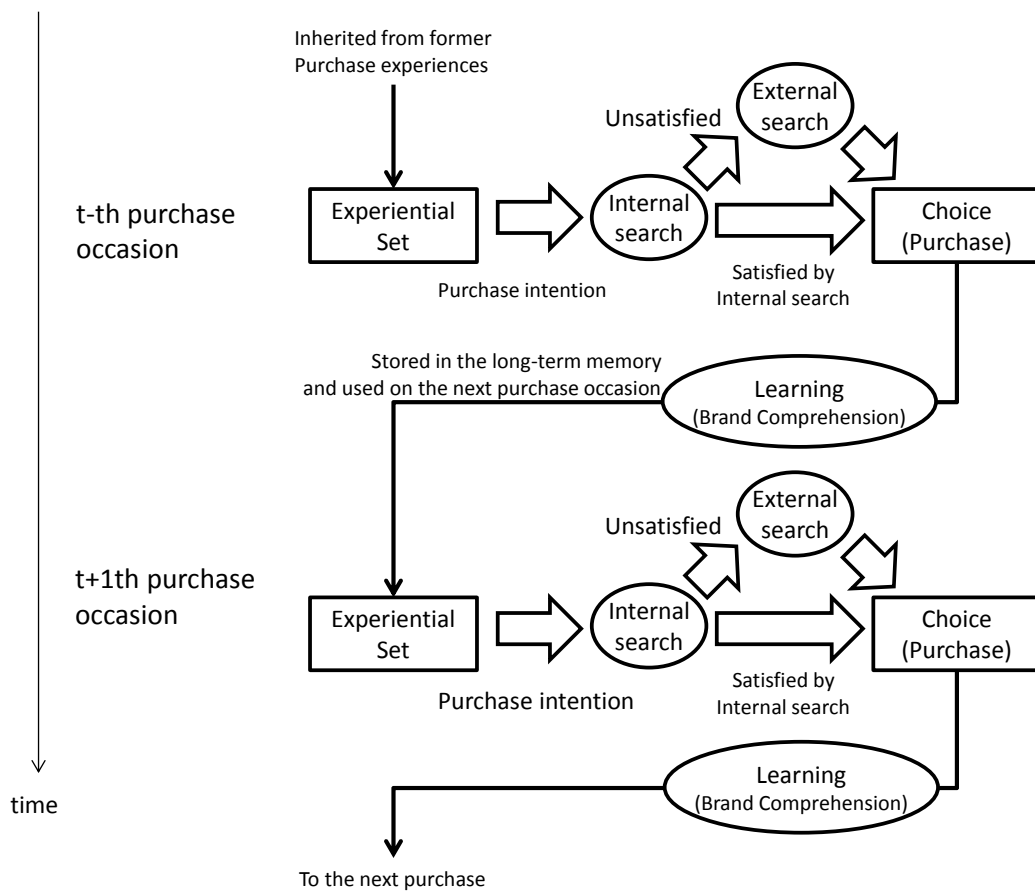 Inherited from former
Purchase experiences
External
search
Unsatisfied
t-th purchase
occasion
Experiential
Set
Internal
search
Choice
(Purchase)
Purchase intention
Satisfied by
Internal search
Stored in the long-term memory
and used on the next purchase occasion
Learning
(Brand Comprehension)
External
search
Unsatisfied
t+1th purchase
occasion
Experiential
Set
Internal
search
Choice
(Purchase)
Purchase intention
Satisfied by
Internal search
Learning
(Brand Comprehension)
time
To the next purchase